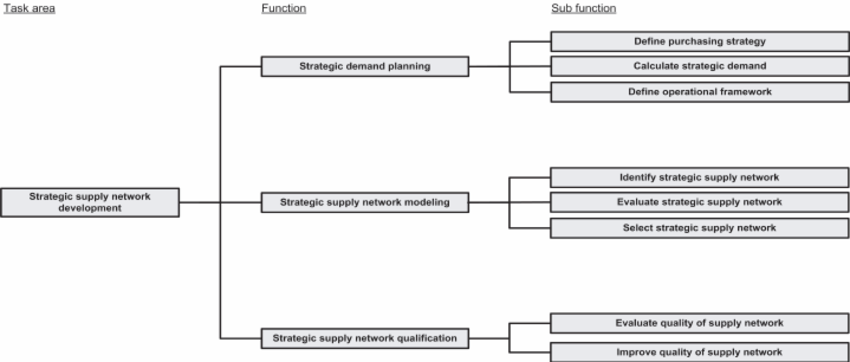 Task area
Function
Sub function
Strategic supply network
development
Strategic demand planning
Define purchasing strategy
Calculate strategic demand
Define operational framework
Strategic supply network modeling
Identify strategic supply network
Evaluate strategic supply network
Select strategic supply network
Strategic supply network qualification
Evaluate quality of supply network
Improve quality of supply network